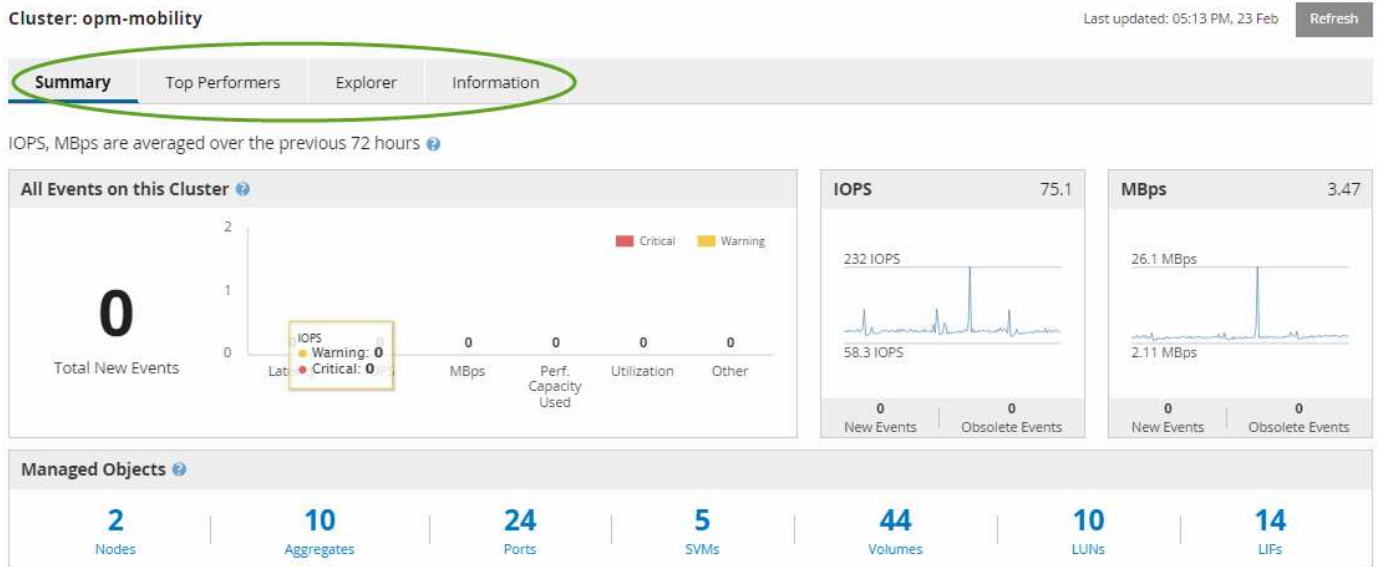 Cluster: opm-mobility
Last updated: 05:13 PM, 23 Feb
Refresh
Summary
Top Performers
Explorer
Information
IOPS, MBps are averaged over the previous 72 hours
All Events on this Cluster
0
Total New Events
2
1
0
Critical
Warning
IOPS
Warning: 0
Critical: 0
0
0
0
0
MBps
Perf.
Capacity
Used
Utilization
Other
IOPS 75.1
232 IOPS
58.3 IOPS
0
New Events
0
Obsolete Events
MBps 3.47
26.1 MBps
2.11 MBps
0
New Events
0
Obsolete Events
Managed Objects
2
Nodes
10
Aggregates
24
Ports
5
SVMs
44
Volumes
10
LUNs
14
LIFs